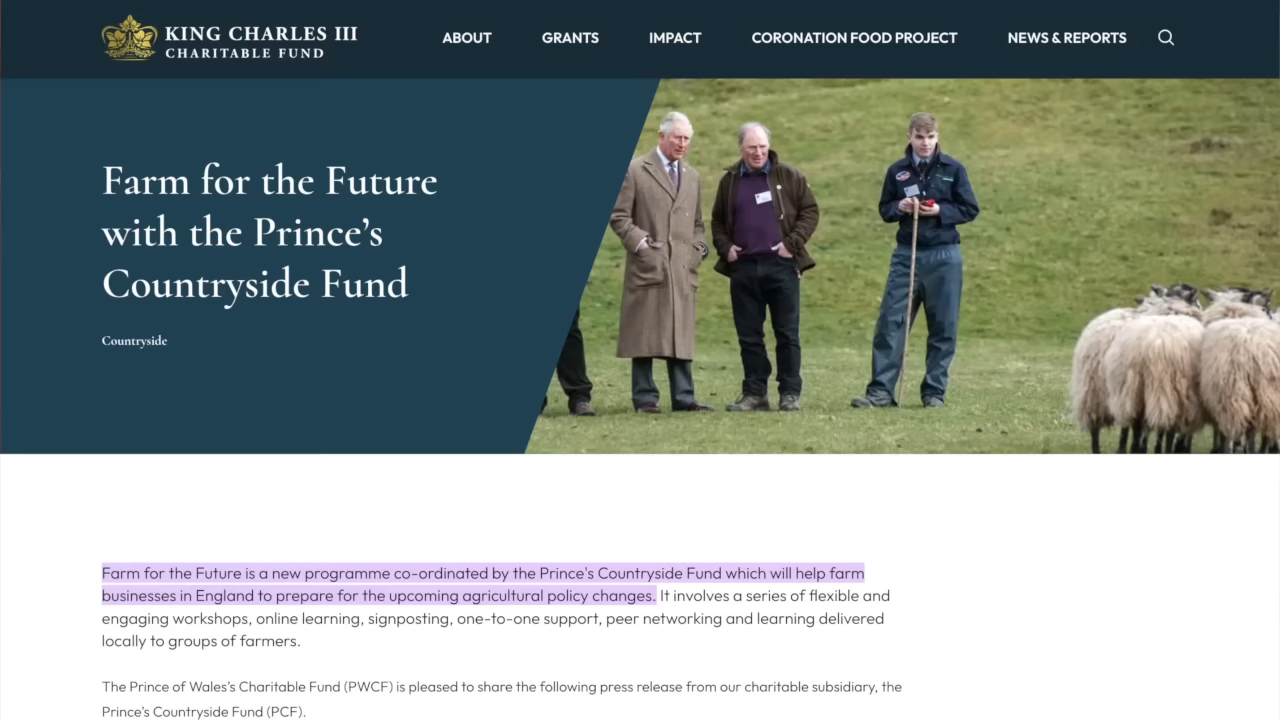 KING CHARLES III
CHARITABLE FUND
ABOUT
GRANTS
IMPACT
CORONATION FOOD PROJECT
NEWS & REPORTS
Farm for the Future
with the Prince’s
Countryside Fund
Countryside
Farm for the Future is a new programme co-ordinated by the Prince's Countryside Fund which will help farm
businesses in England to prepare for the upcoming agricultural policy changes. It involves a series of flexible and
engaging workshops, online learning, signposting, one-to-one support, peer networking and learning delivered
locally to groups of farmers.
The Prince of Wales’s Charitable Fund (PWCF) is pleased to share the following press release from our charitable subsidiary, the
Prince’s Countryside Fund (PCF).